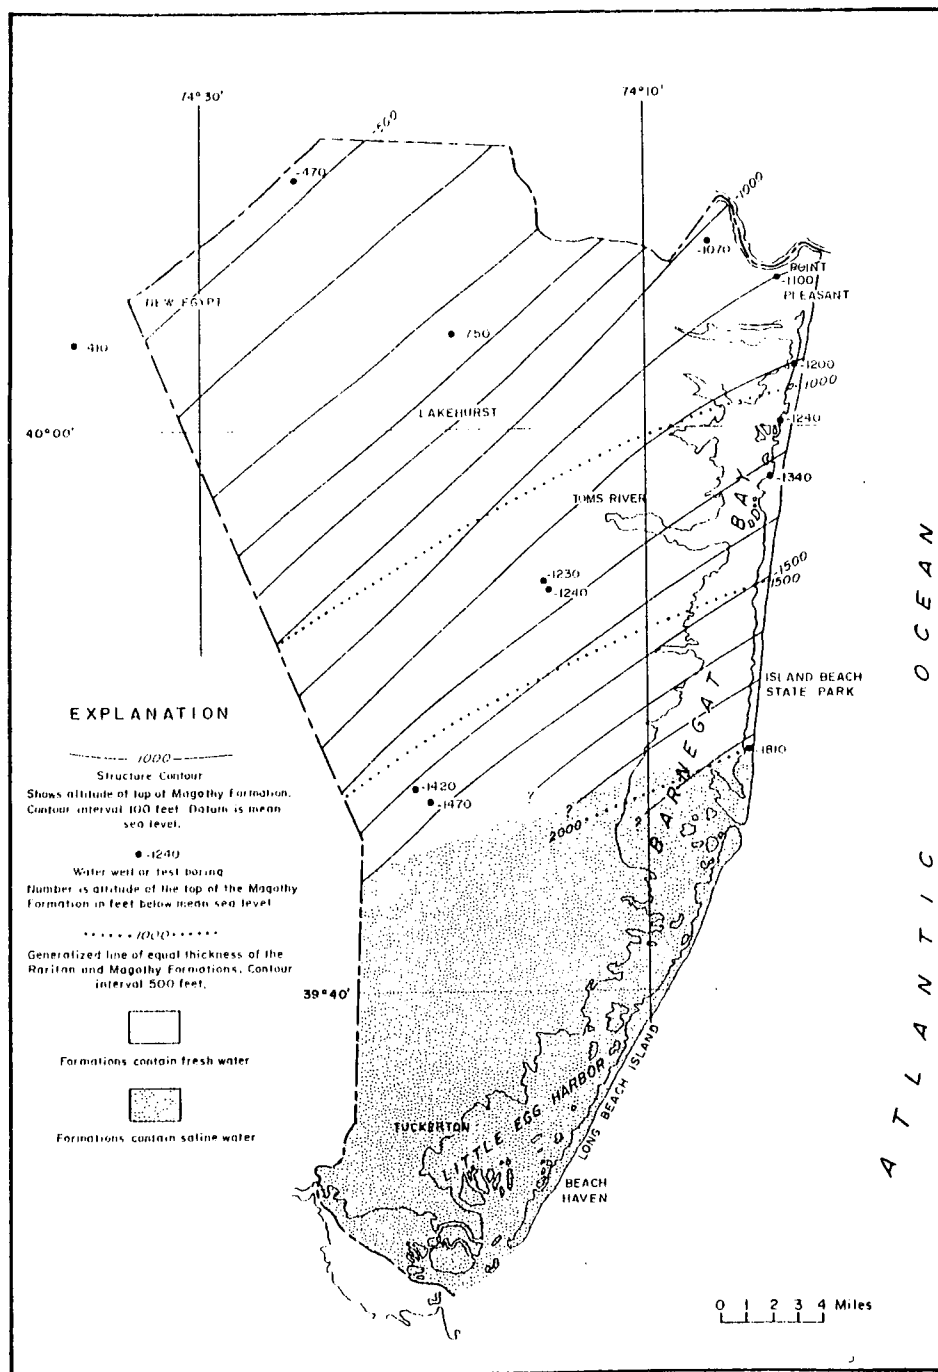 74°30'
74°10'
-600
-470
-1000
-1070
POINT
-1100
PLEASANT
NEW EGYPT
410
750
-1200
1000
LAKEHURST
-1240
40°00'
-1340
BAY
TOMS RIVER
-1230
-1240
-1500
1500
ISLAND BEACH
STATE PARK
-1810
BARNEGAT
-1420
-1470
?
?
?
2000
ATLANTIC OCEAN
EXPLANATION
1000
Structure Contour
Shows altitude of top of Magothy Formation.
Contour interval 100 feet. Datum is mean
sea level.
-1240
Water well or test boring
Number is altitude of the top of the Magothy
Formation in feet below mean sea level
1000
Generalized line of equal thickness of the
Raritan and Magothy Formations. Contour
interval 500 feet.
39°40'
Formations contain fresh water
Formations contain saline water
TUCKERTON
LITTLE EGG HARBOR
LONG BEACH ISLAND
BEACH
HAVEN
0 1 2 3 4 Miles